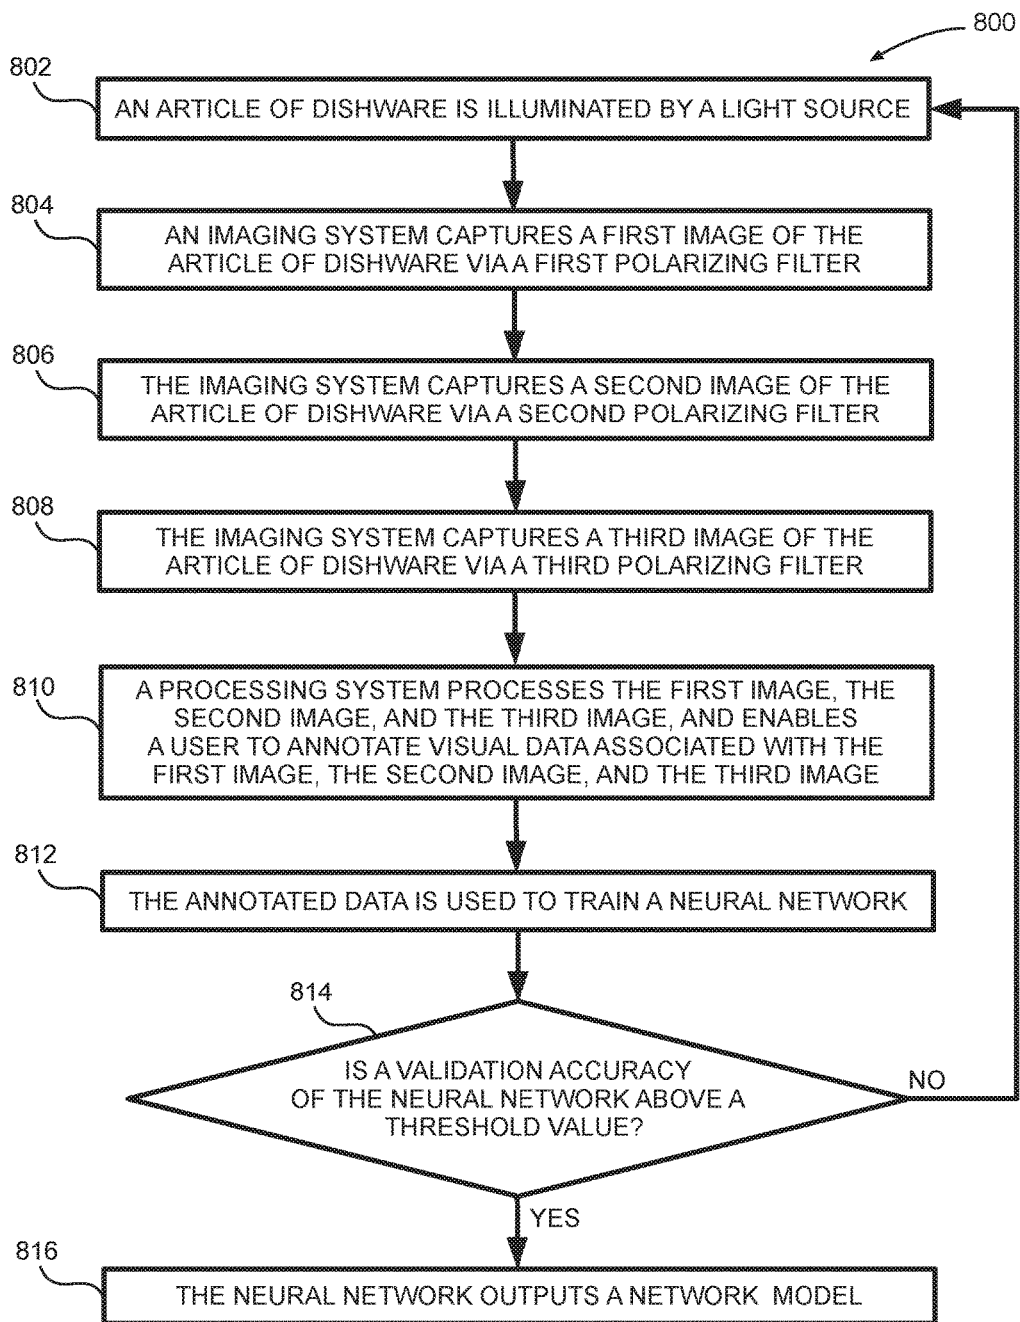 800
802
AN ARTICLE OF DISHWARE IS ILLUMINATED BY A LIGHT SOURCE
804
AN IMAGING SYSTEM CAPTURES A FIRST IMAGE OF THE
ARTICLE OF DISHWARE VIA A FIRST POLARIZING FILTER
806
THE IMAGING SYSTEM CAPTURES A SECOND IMAGE OF THE
ARTICLE OF DISHWARE VIA A SECOND POLARIZING FILTER
808
THE IMAGING SYSTEM CAPTURES A THIRD IMAGE OF THE
ARTICLE OF DISHWARE VIA A THIRD POLARIZING FILTER
810
A PROCESSING SYSTEM PROCESSES THE FIRST IMAGE, THE
SECOND IMAGE, AND THE THIRD IMAGE, AND ENABLES
A USER TO ANNOTATE VISUAL DATA ASSOCIATED WITH THE
FIRST IMAGE, THE SECOND IMAGE, AND THE THIRD IMAGE
812
THE ANNOTATED DATA IS USED TO TRAIN A NEURAL NETWORK
814
IS A VALIDATION ACCURACY
OF THE NEURAL NETWORK ABOVE A
THRESHOLD VALUE?
NO
YES
816
THE NEURAL NETWORK OUTPUTS A NETWORK MODEL